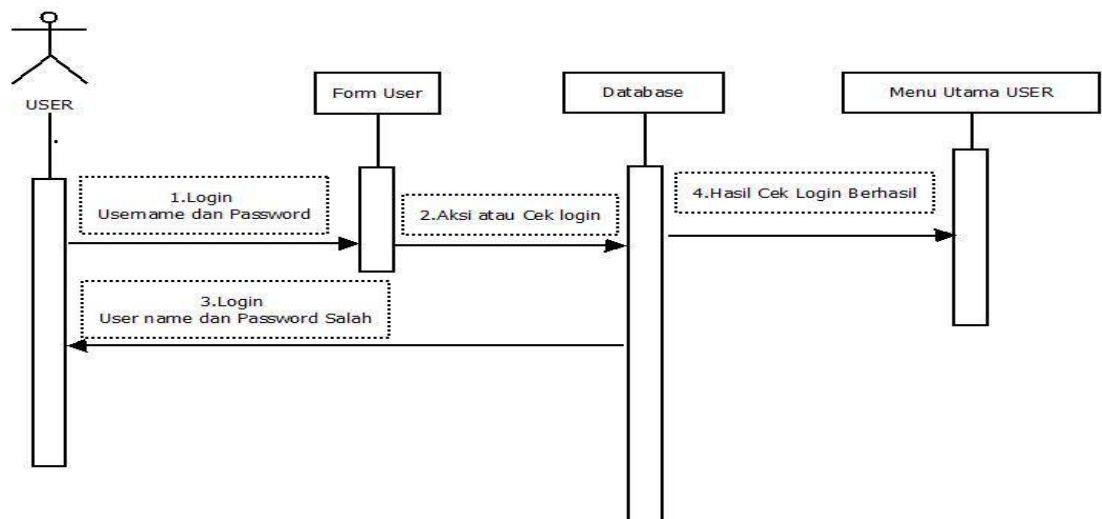 USER
Form User
Database
Menu Utama USER
1.Login
Username dan Password
2.Aksi atau Cek login
4.Hasil Cek Login Berhasil
3.Login
User name dan Password Salah